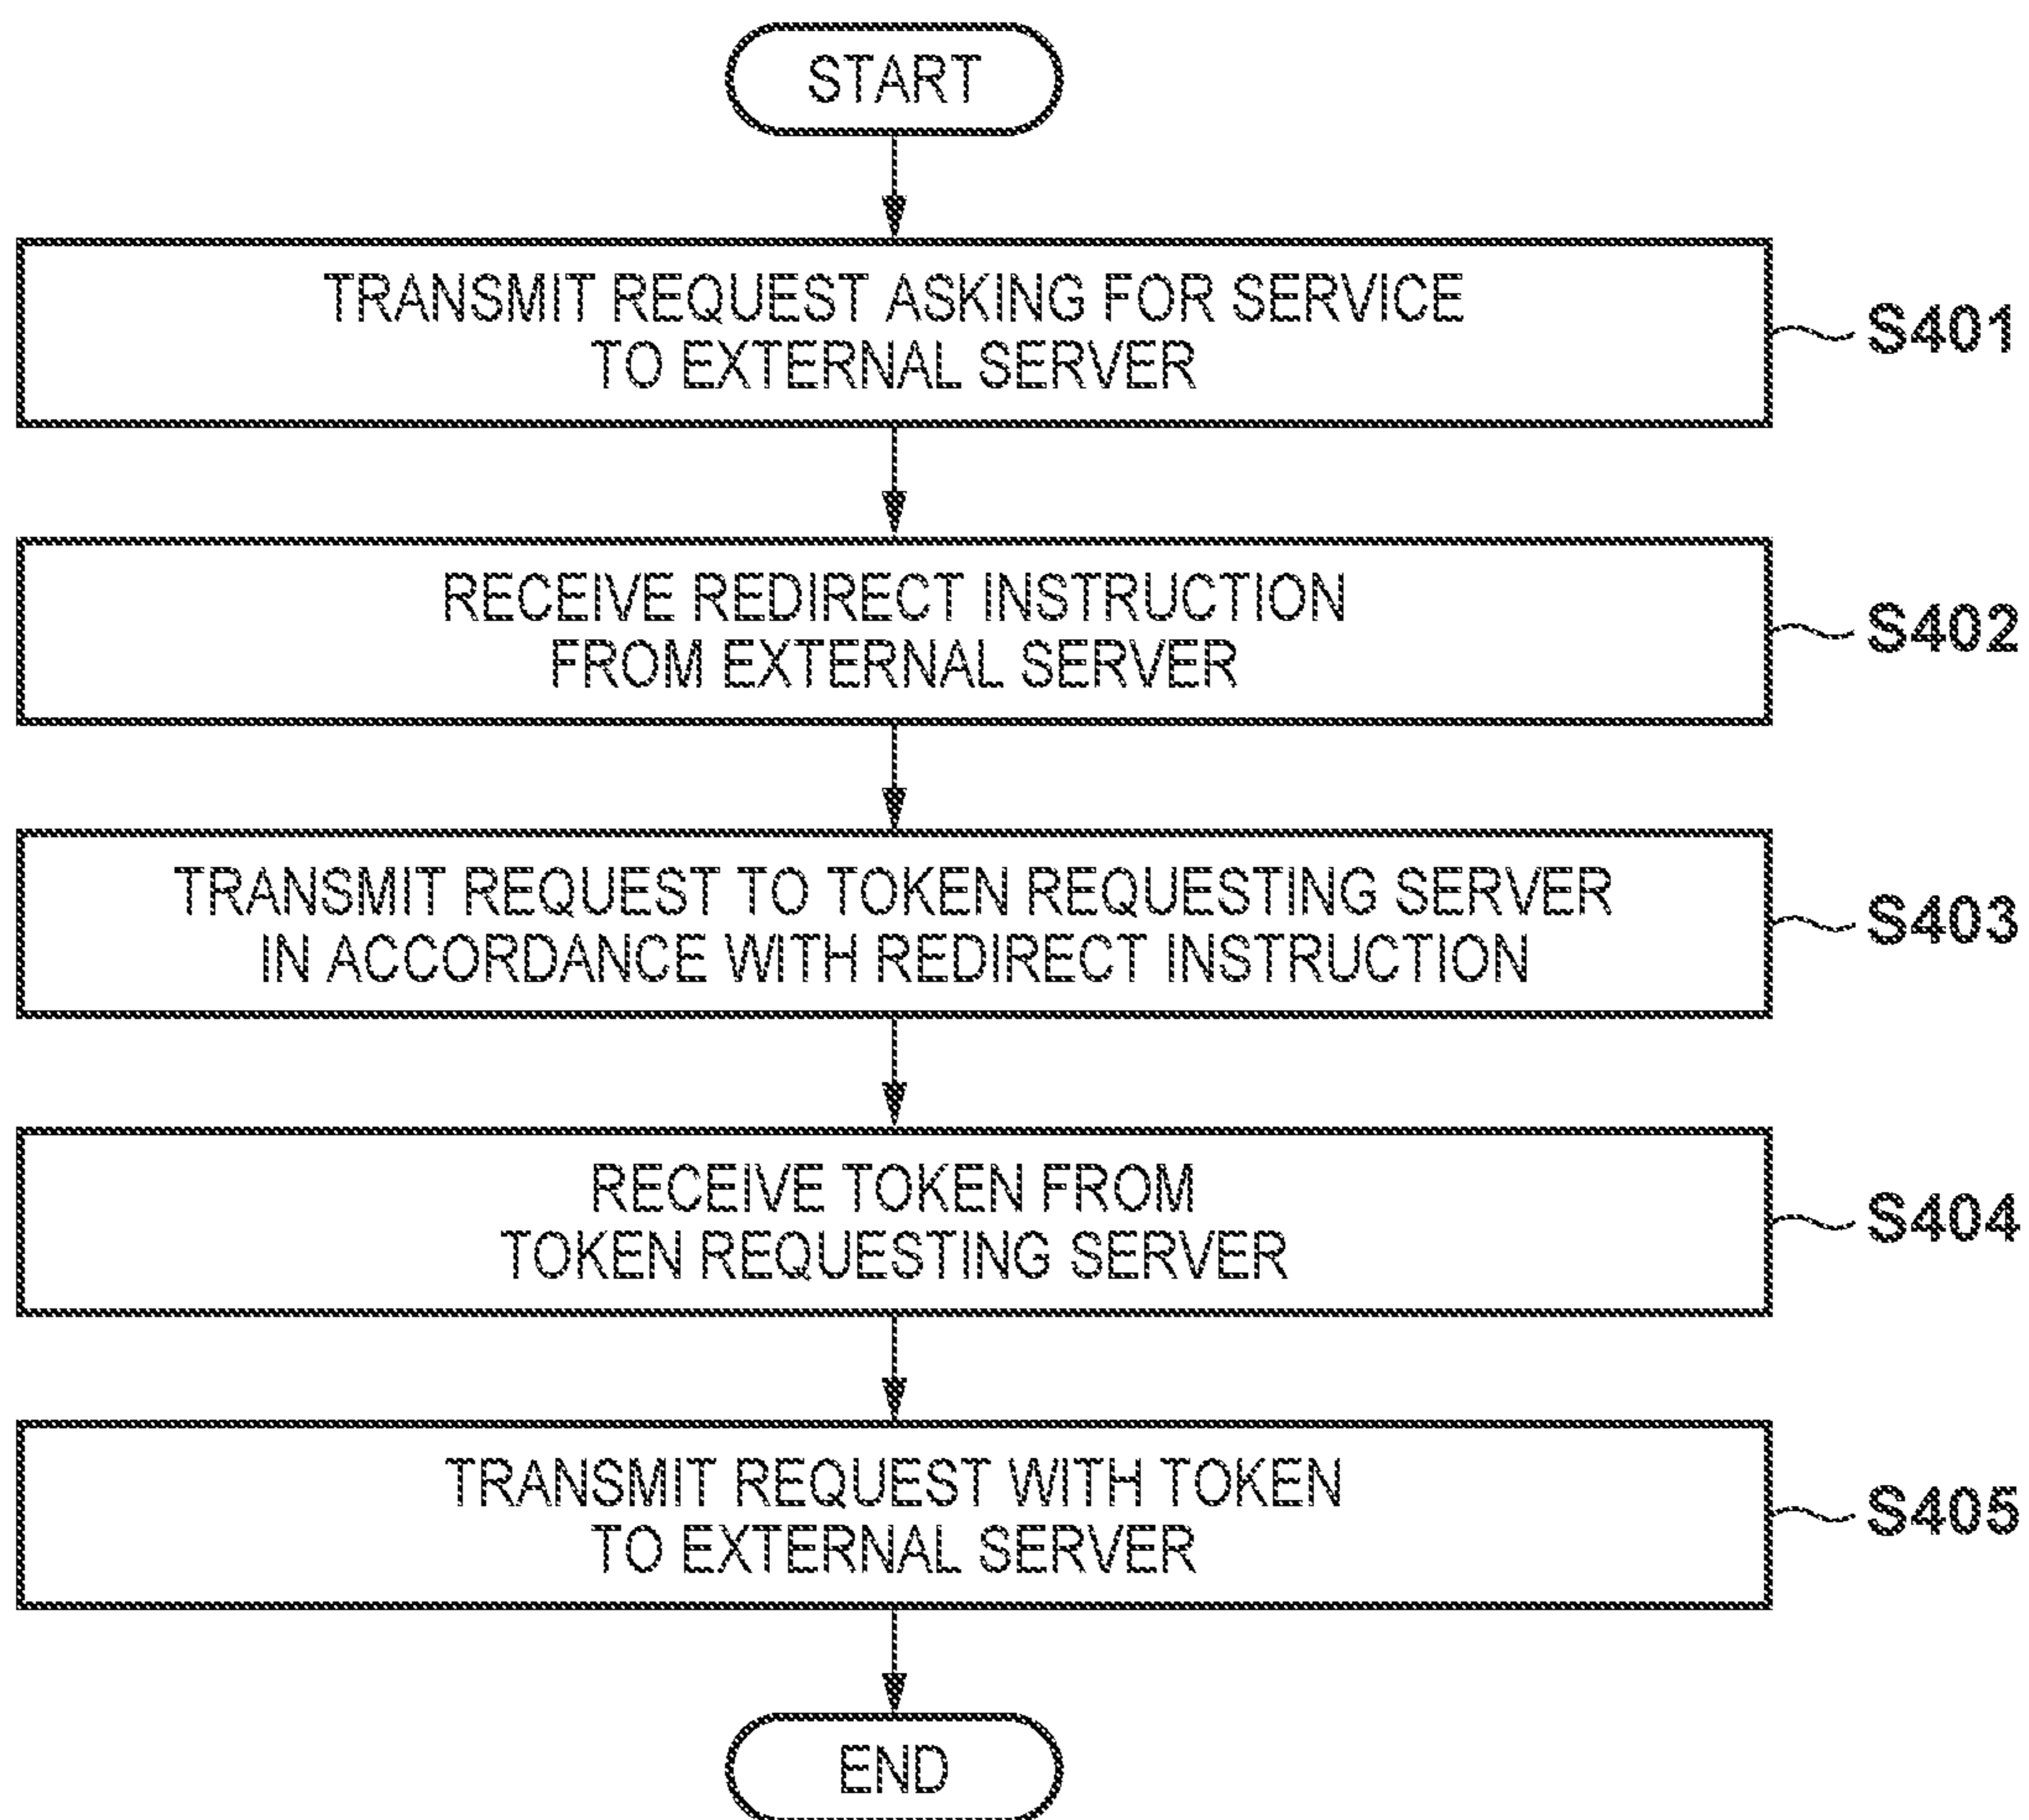 START
TRANSMIT REQUEST ASKING FOR SERVICE
TO EXTERNAL SERVER
S401
RECEIVE REDIRECT INSTRUCTION
FROM EXTERNAL SERVER
S402
TRANSMIT REQUEST TO TOKEN REQUESTING SERVER
IN ACCORDANCE WITH REDIRECT INSTRUCTION
S403
RECEIVE TOKEN FROM
TOKEN REQUESTING SERVER
S404
TRANSMIT REQUEST WITH TOKEN
TO EXTERNAL SERVER
S405
END